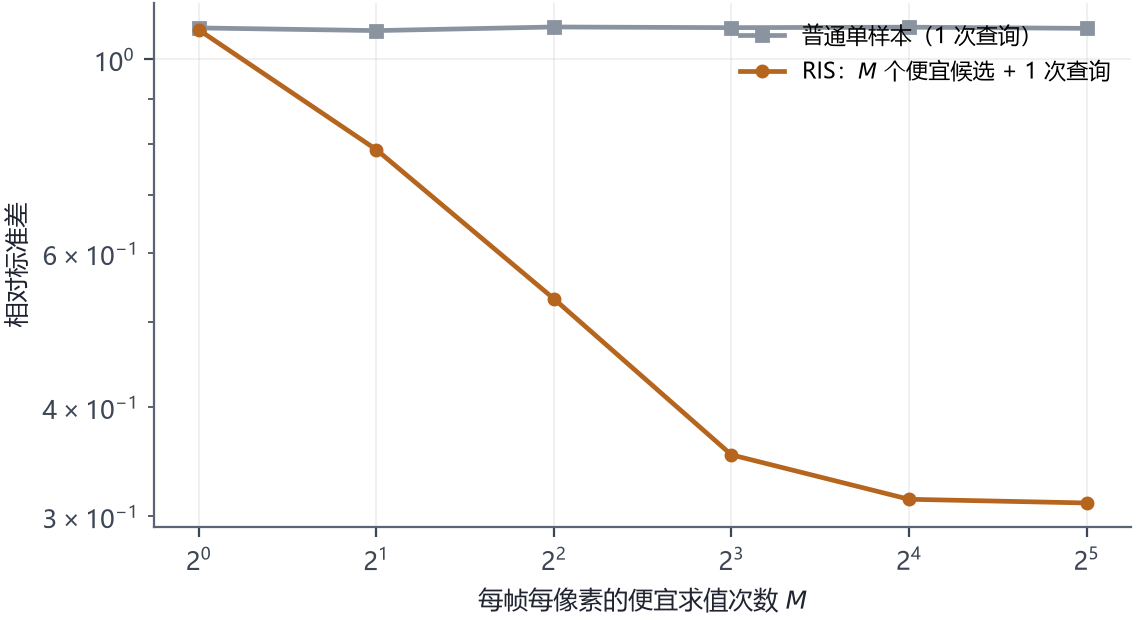 普通单样本（1 次查询）
RIS：M 个便宜候选 + 1 次查询
10⁰
6 × 10⁻¹
4 × 10⁻¹
3 × 10⁻¹
相对标准差
2⁰ 2¹ 2² 2³ 2⁴ 2⁵
每帧每像素的便宜求值次数 M